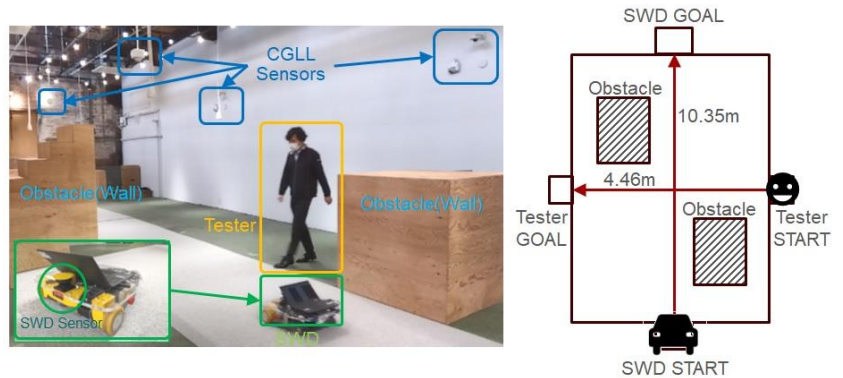 CGLL
Sensors
Obstacle(Wall)
Obstacle(Wall)
Tester
SWD Sensor
SWD
SWD GOAL
Obstacle
10.35m
4.46m
Tester
GOAL
Obstacle
Tester
START
SWD START